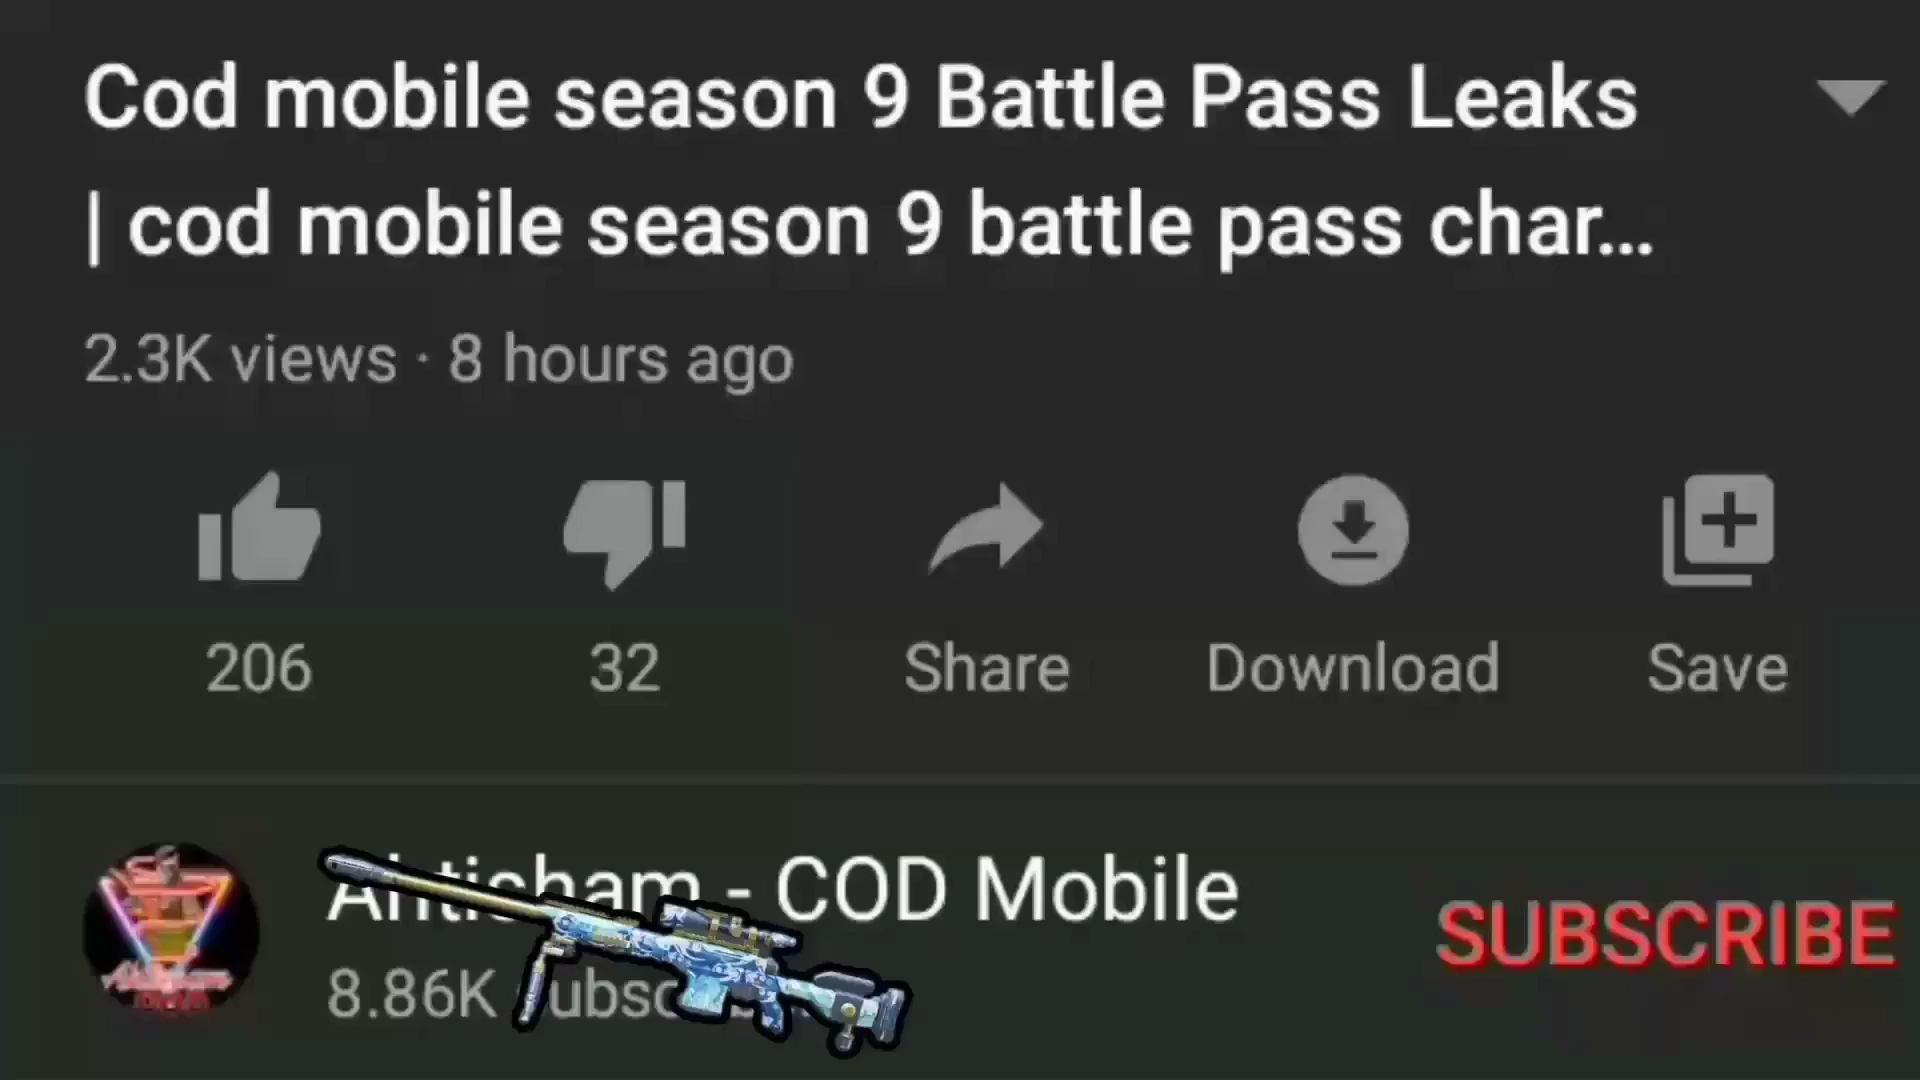 Cod mobile season 9 Battle Pass Leaks
| cod mobile season 9 battle pass char...
2.3K views · 8 hours ago
206 32 Share Download Save
Ahtisham - COD Mobile
8.86K
SUBSCRIBE